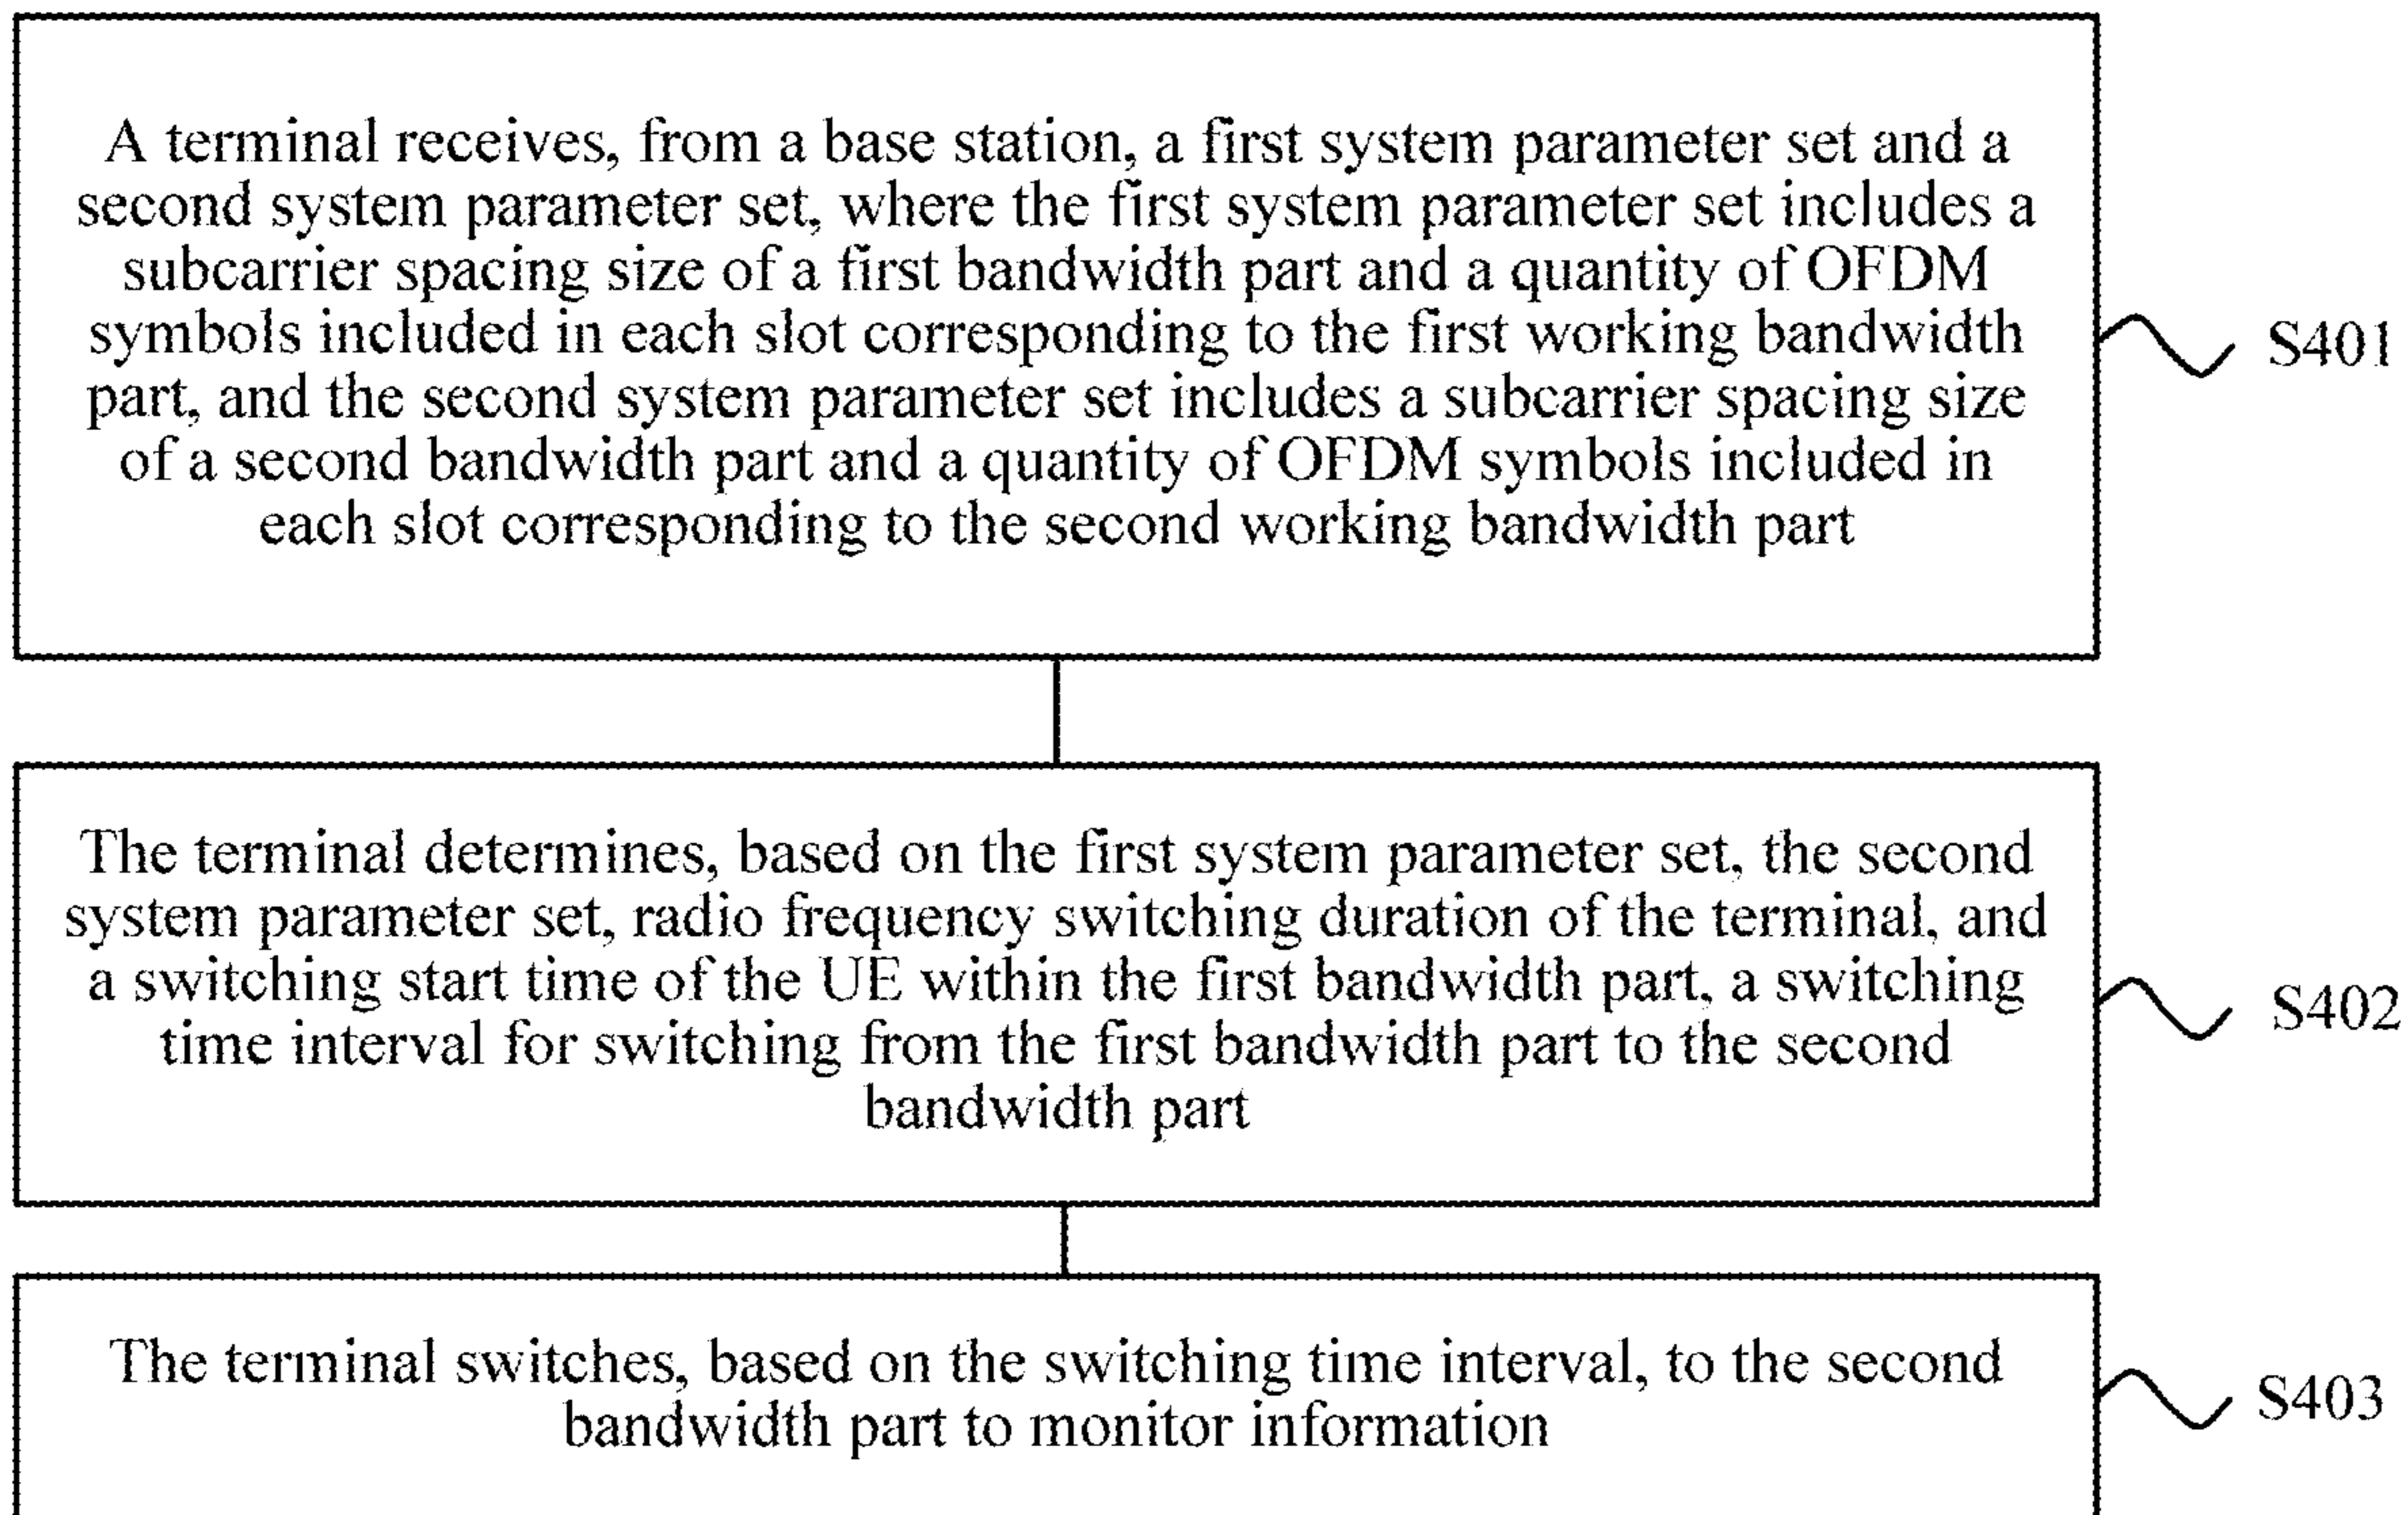 A terminal receives, from a base station, a first system parameter set and a
second system parameter set, where the first system parameter set includes a
subcarrier spacing size of a first bandwidth part and a quantity of OFDM
symbols included in each slot corresponding to the first working bandwidth
part, and the second system parameter set includes a subcarrier spacing size
of a second bandwidth part and a quantity of OFDM symbols included in
each slot corresponding to the second working bandwidth part
S401
The terminal determines, based on the first system parameter set, the second
system parameter set, radio frequency switching duration of the terminal, and
a switching start time of the UE within the first bandwidth part, a switching
time interval for switching from the first bandwidth part to the second
bandwidth part
S402
The terminal switches, based on the switching time interval, to the second
bandwidth part to monitor information
S403